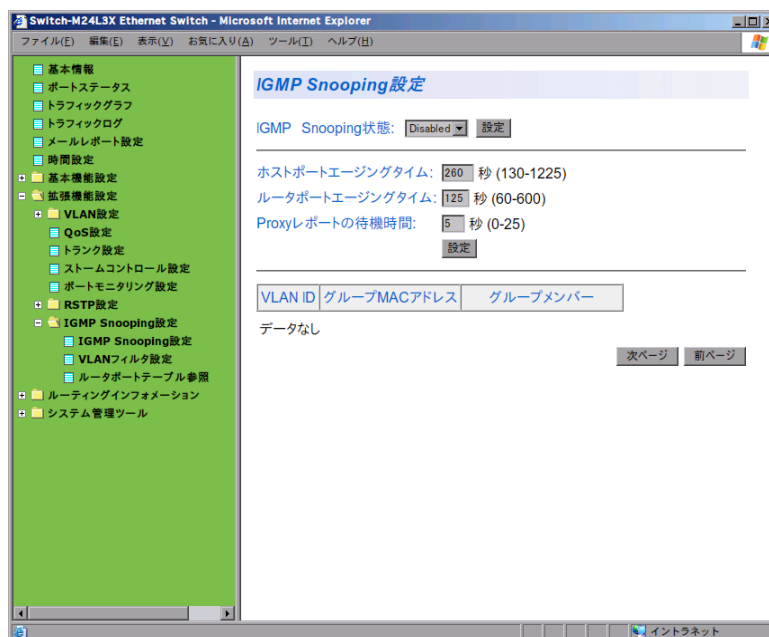 Switch-M24L3X Ethernet Switch - Microsoft Internet Explorer
ファイル(F) 編集(E) 表示(V) お気に入り(A) ツール(T) ヘルプ(H)
基本情報
ポートステータス
トラフィックグラフ
トラフィックログ
メールレポート設定
時間設定
基本機能設定
拡張機能設定
VLAN設定
QoS設定
トランク設定
ストームコントロール設定
ポートモニタリング設定
RSTP設定
IGMP Snooping設定
IGMP Snooping設定
VLANフィルタ設定
ルータポートテーブル参照
ルーティングインフォメーション
システム管理ツール
IGMP Snooping設定
IGMP Snooping状態: Disabled 設定
ホストポートエージングタイム: 260 秒 (130-1225)
ルータポートエージングタイム: 125 秒 (60-600)
Proxyレポートの待機時間: 5 秒 (0-25)
設定
VLAN ID グループMACアドレス グループメンバー
データなし
次ページ 前ページ
イントラネット